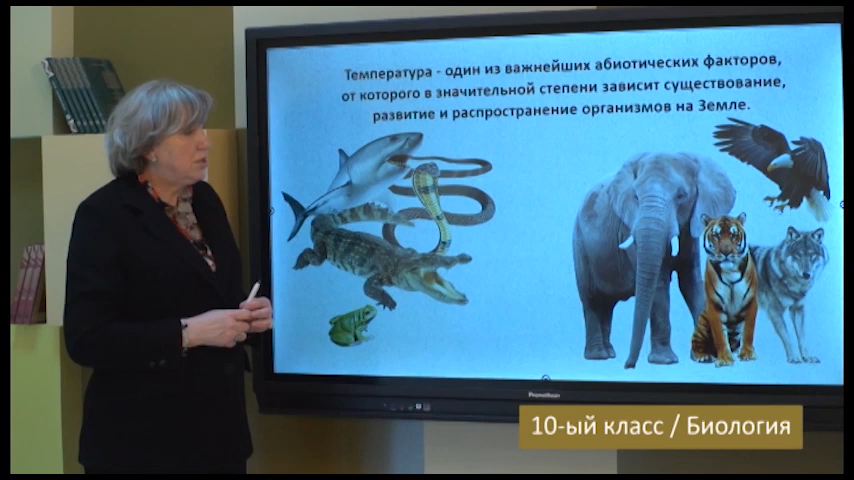 Температура - один из важнейших абиотических факторов,
от которого в значительной степени зависит существование,
развитие и распространение организмов на Земле.
Promethean
10-ый класс / Биология